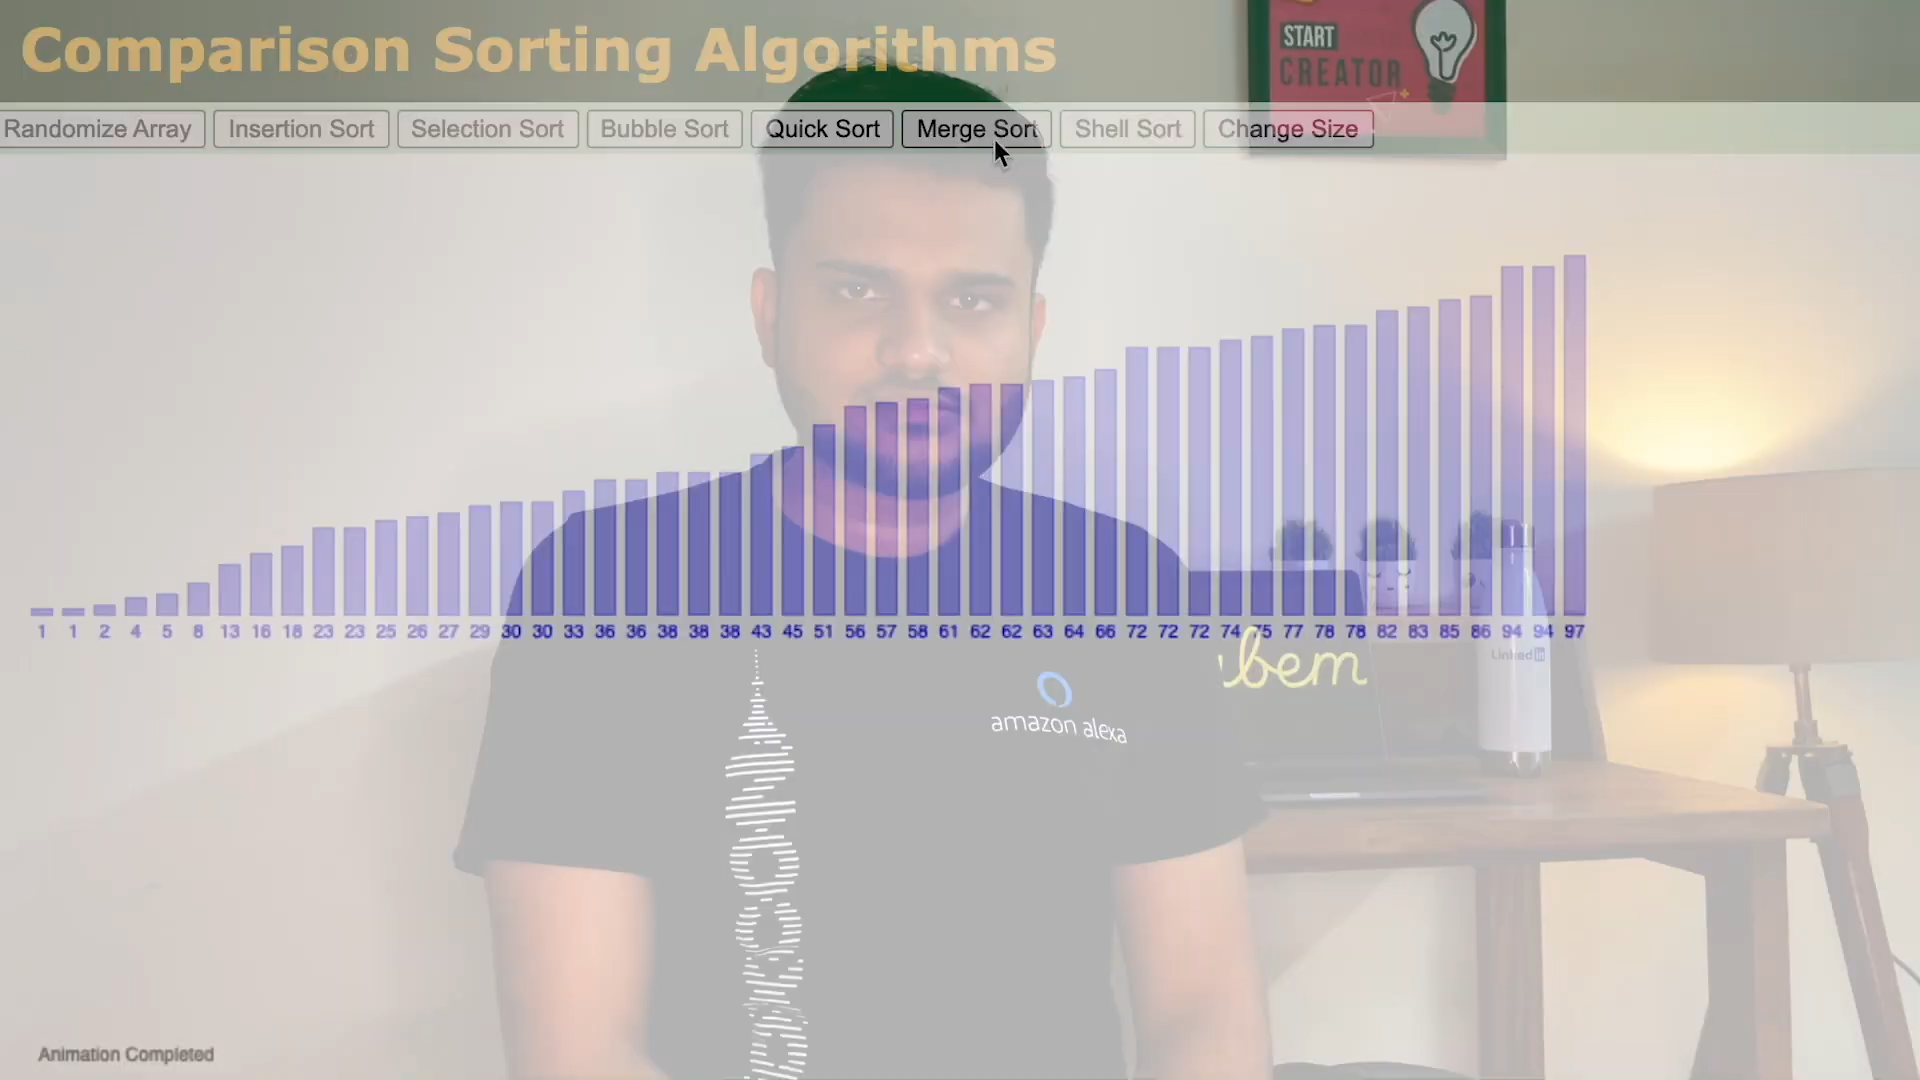 Comparison Sorting Algorithms
START
CREATOR
Randomize Array Insertion Sort Selection Sort Bubble Sort Quick Sort Merge Sort Shell Sort Change Size
1 1 2 4 5 8 13 16 18 23 23 25 26 27 29 30 30 33 36 36 38 38 38 43 45 51 56 57 58 61 62 62 63 64 66 72 72 72 74 75 77 78 78 82 83 85 86 94 94 97
Linked in
bem
amazon alexa
Animation Completed